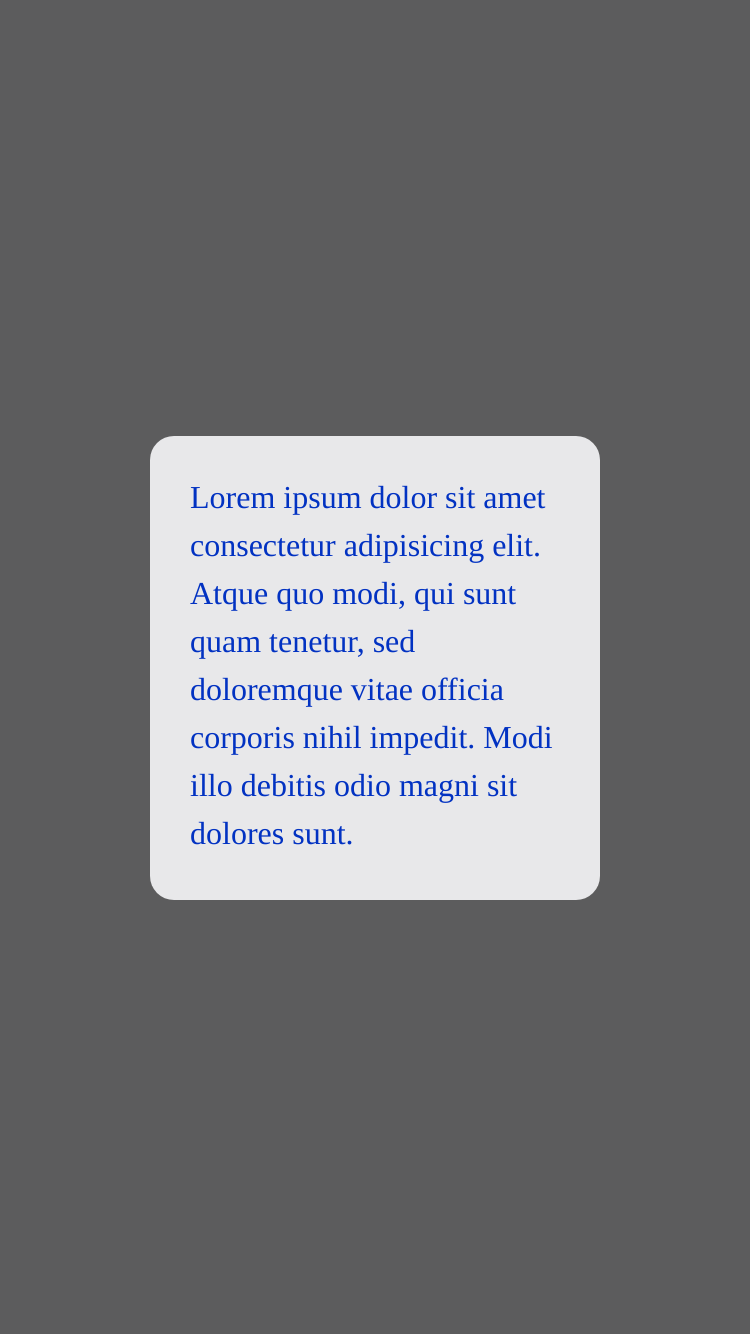 Lorem ipsum dolor sit amet
consectetur adipisicing elit.
Atque quo modi, qui sunt
quam tenetur, sed
doloremque vitae officia
corporis nihil impedit. Modi
illo debitis odio magni sit
dolores sunt.